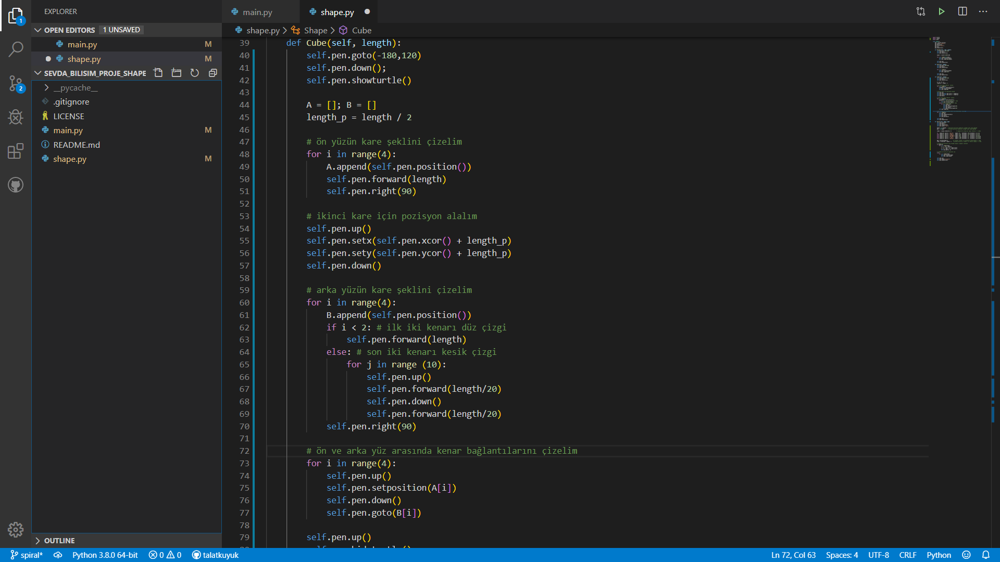 EXPLORER
OPEN EDITORS 1 UNSAVED
main.py M
shape.py M
SEVDA_BILISIM_PROJE_SHAPE
__pycache__
.gitignore
LICENSE
main.py M
README.md
shape.py M
OUTLINE
1
2
main.py
shape.py
shape.py > Shape > Cube
39 def Cube(self, length):
40 self.pen.goto(-180,120)
41 self.pen.down();
42 self.pen.showturtle()
43
44 A = []; B = []
45 length_p = length / 2
46
47 # ön yüzün kare şeklini çizelim
48 for i in range(4):
49 A.append(self.pen.position())
50 self.pen.forward(length)
51 self.pen.right(90)
52
53 # ikinci kare için pozisyon alalım
54 self.pen.up()
55 self.pen.setx(self.pen.xcor() + length_p)
56 self.pen.sety(self.pen.ycor() + length_p)
57 self.pen.down()
58
59 # arka yüzün kare şeklini çizelim
60 for i in range(4):
61 B.append(self.pen.position())
62 if i < 2: # ilk iki kenarı düz çizgi
63 self.pen.forward(length)
64 else: # son iki kenarı kesik çizgi
65 for j in range (10):
66 self.pen.up()
67 self.pen.forward(length/20)
68 self.pen.down()
69 self.pen.forward(length/20)
70 self.pen.right(90)
71
72 # ön ve arka yüz arasında kenar bağlantılarını çizelim
73 for i in range(4):
74 self.pen.up()
75 self.pen.setposition(A[i])
76 self.pen.down()
77 self.pen.goto(B[i])
78
79 self.pen.up()
spiral* Python 3.8.0 64-bit 0 0 talatkuyuk Ln 72, Col 63 Spaces: 4 UTF-8 CRLF Python